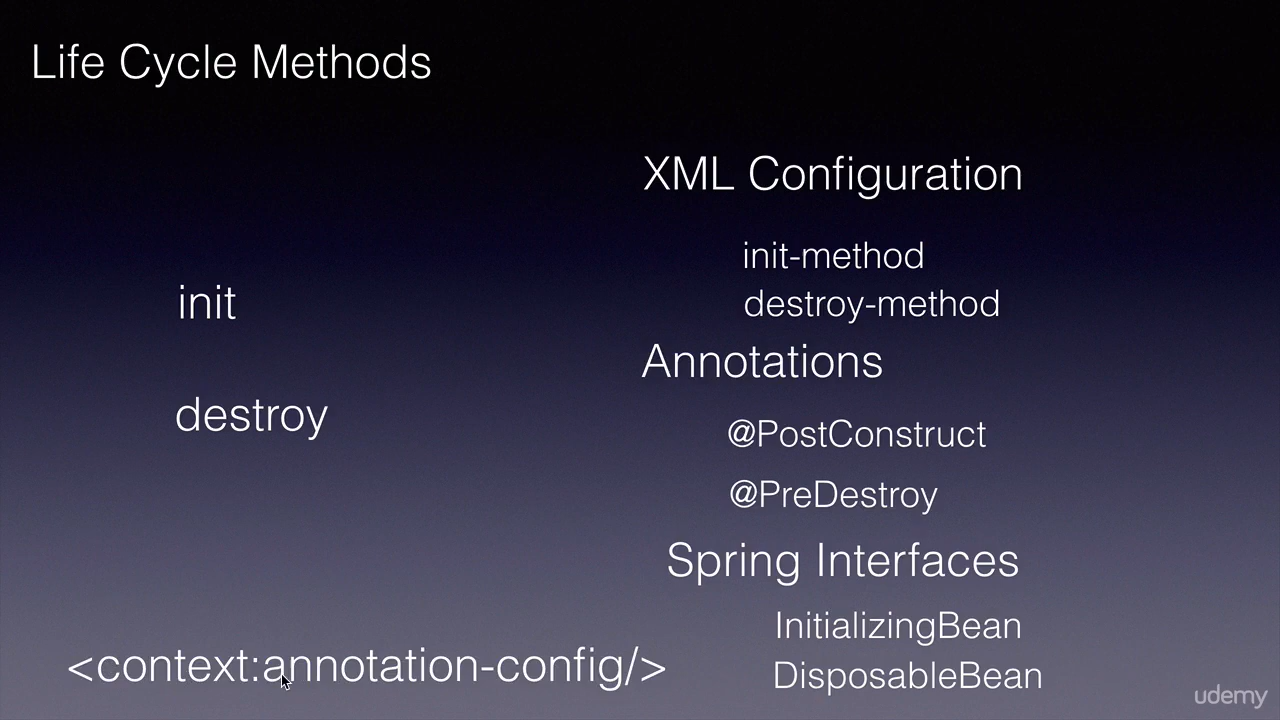 Life Cycle Methods
init
destroy
XML Configuration
init-method
destroy-method
Annotations
@PostConstruct
@PreDestroy
Spring Interfaces
InitializingBean
DisposableBean
<context:annotation-config/>
udemy